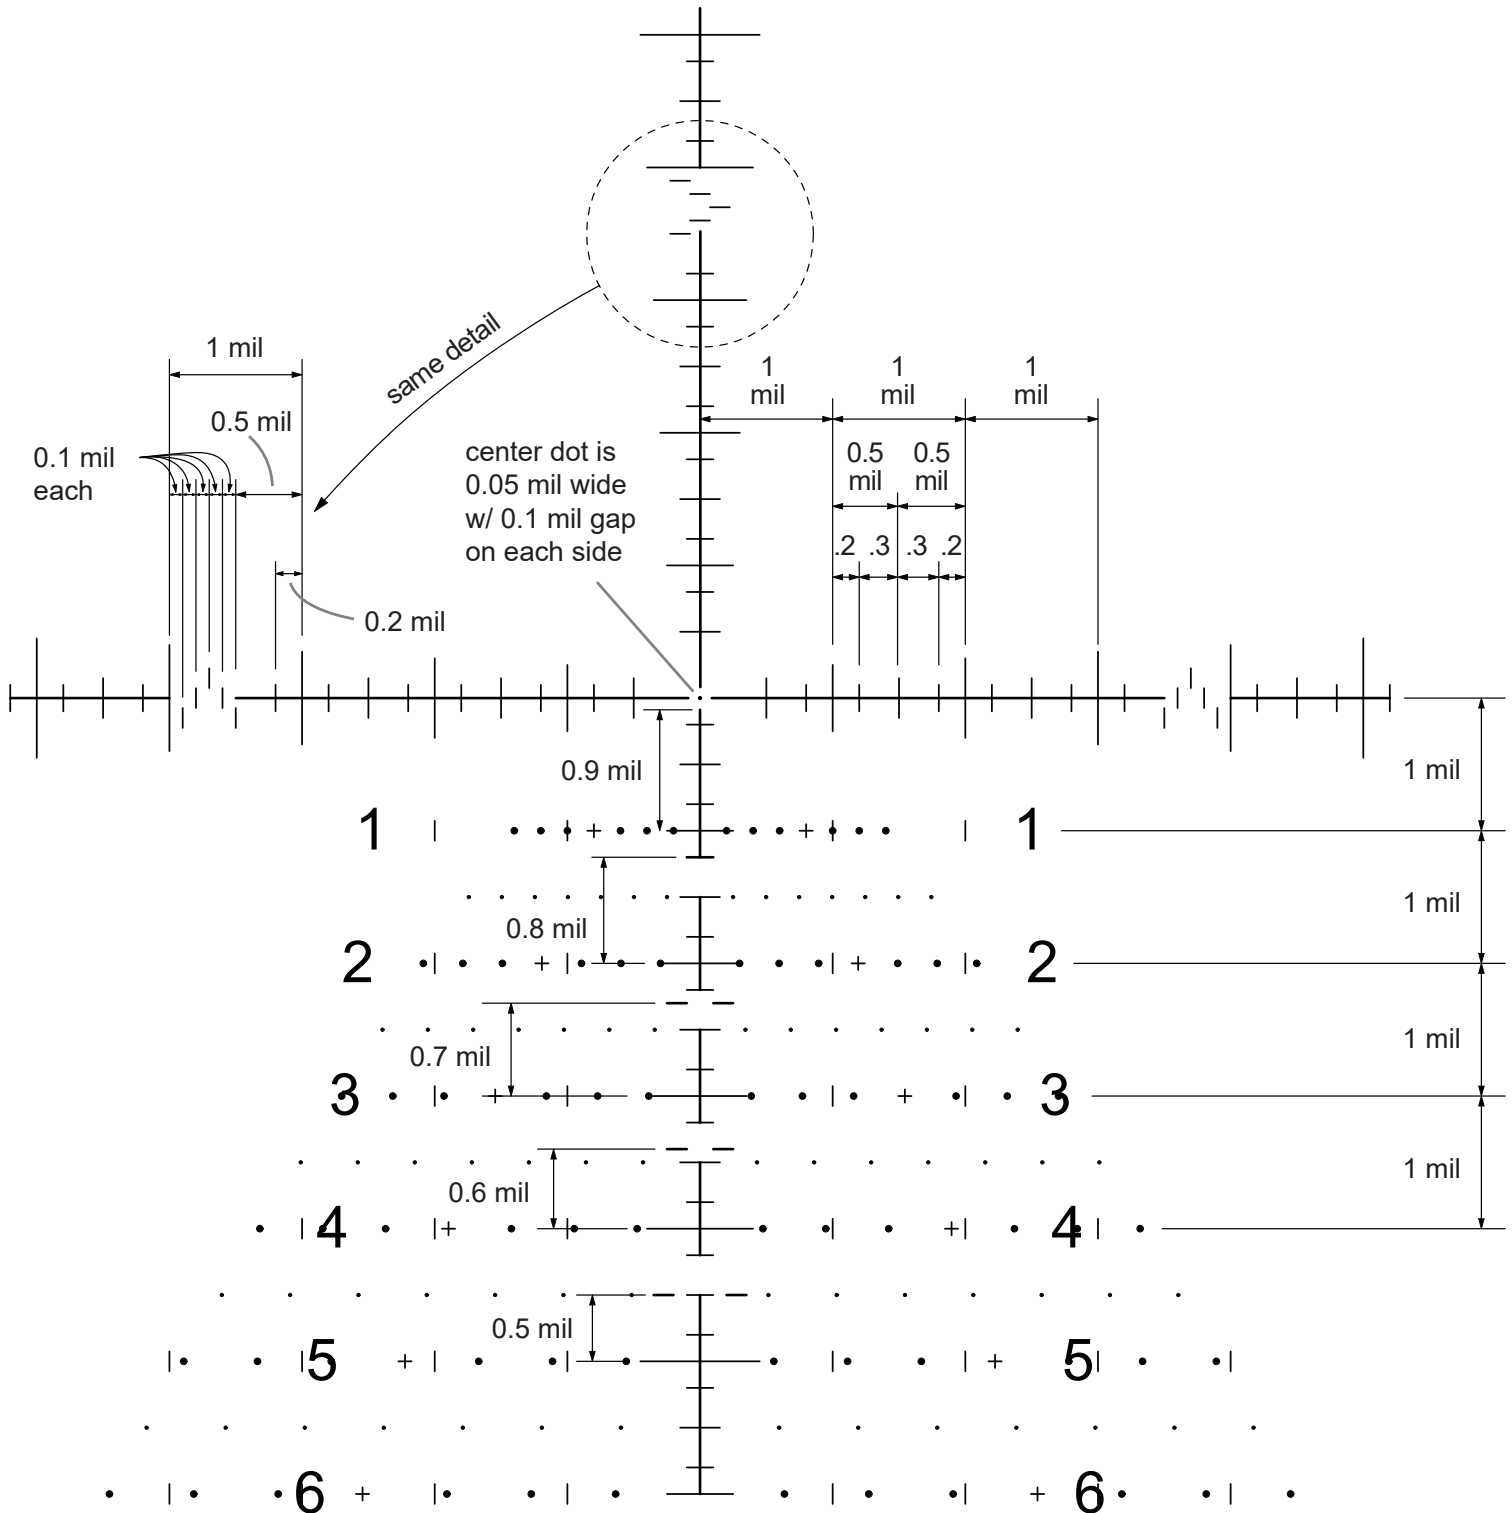 1 mil
same detail
1
mil
1
mil
1
mil
0.5 mil
0.1 mil
each
center dot is
0.05 mil wide
w/ 0.1 mil gap
on each side
0.5
mil
0.5
mil
.2 .3 .3 .2
0.2 mil
0.9 mil
1 mil
1
1
0.8 mil
1 mil
2
2
0.7 mil
1 mil
3
3
0.6 mil
1 mil
4
4
0.5 mil
5
5
6
6